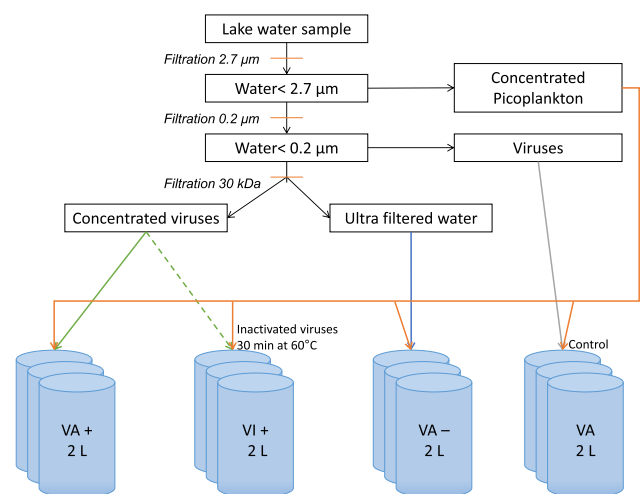 Lake water sample
Filtration 2.7 µm
Water< 2.7 µm
Concentrated
Picoplankton
Filtration 0.2 µm
Water< 0.2 µm
Viruses
Filtration 30 kDa
Concentrated viruses
Ultra filtered water
Inactivated viruses
30 min at 60°C
Control
VA +
2 L
VI +
2 L
VA –
2 L
VA
2 L